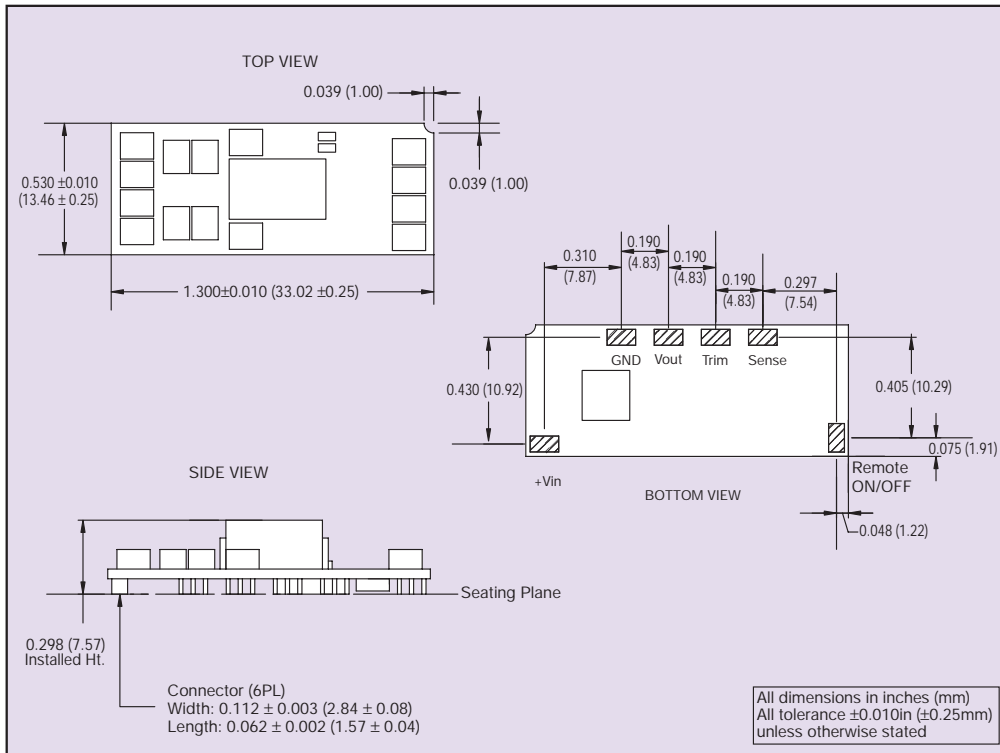 TOP VIEW
0.039 (1.00)
0.530 ±0.010
(13.46 ± 0.25)
0.039 (1.00)
1.300±0.010 (33.02 ±0.25)
0.310
(7.87)
0.190
(4.83)
0.190
(4.83)
0.190
(4.83)
0.297
(7.54)
GND Vout Trim Sense
0.430 (10.92)
0.405 (10.29)
0.075 (1.91)
+Vin
BOTTOM VIEW
Remote
ON/OFF
0.048 (1.22)
SIDE VIEW
Seating Plane
0.298 (7.57)
Installed Ht.
Connector (6PL)
Width: 0.112 ± 0.003 (2.84 ± 0.08)
Length: 0.062 ± 0.002 (1.57 ± 0.04)
All dimensions in inches (mm)
All tolerance ±0.010in (±0.25mm)
unless otherwise stated